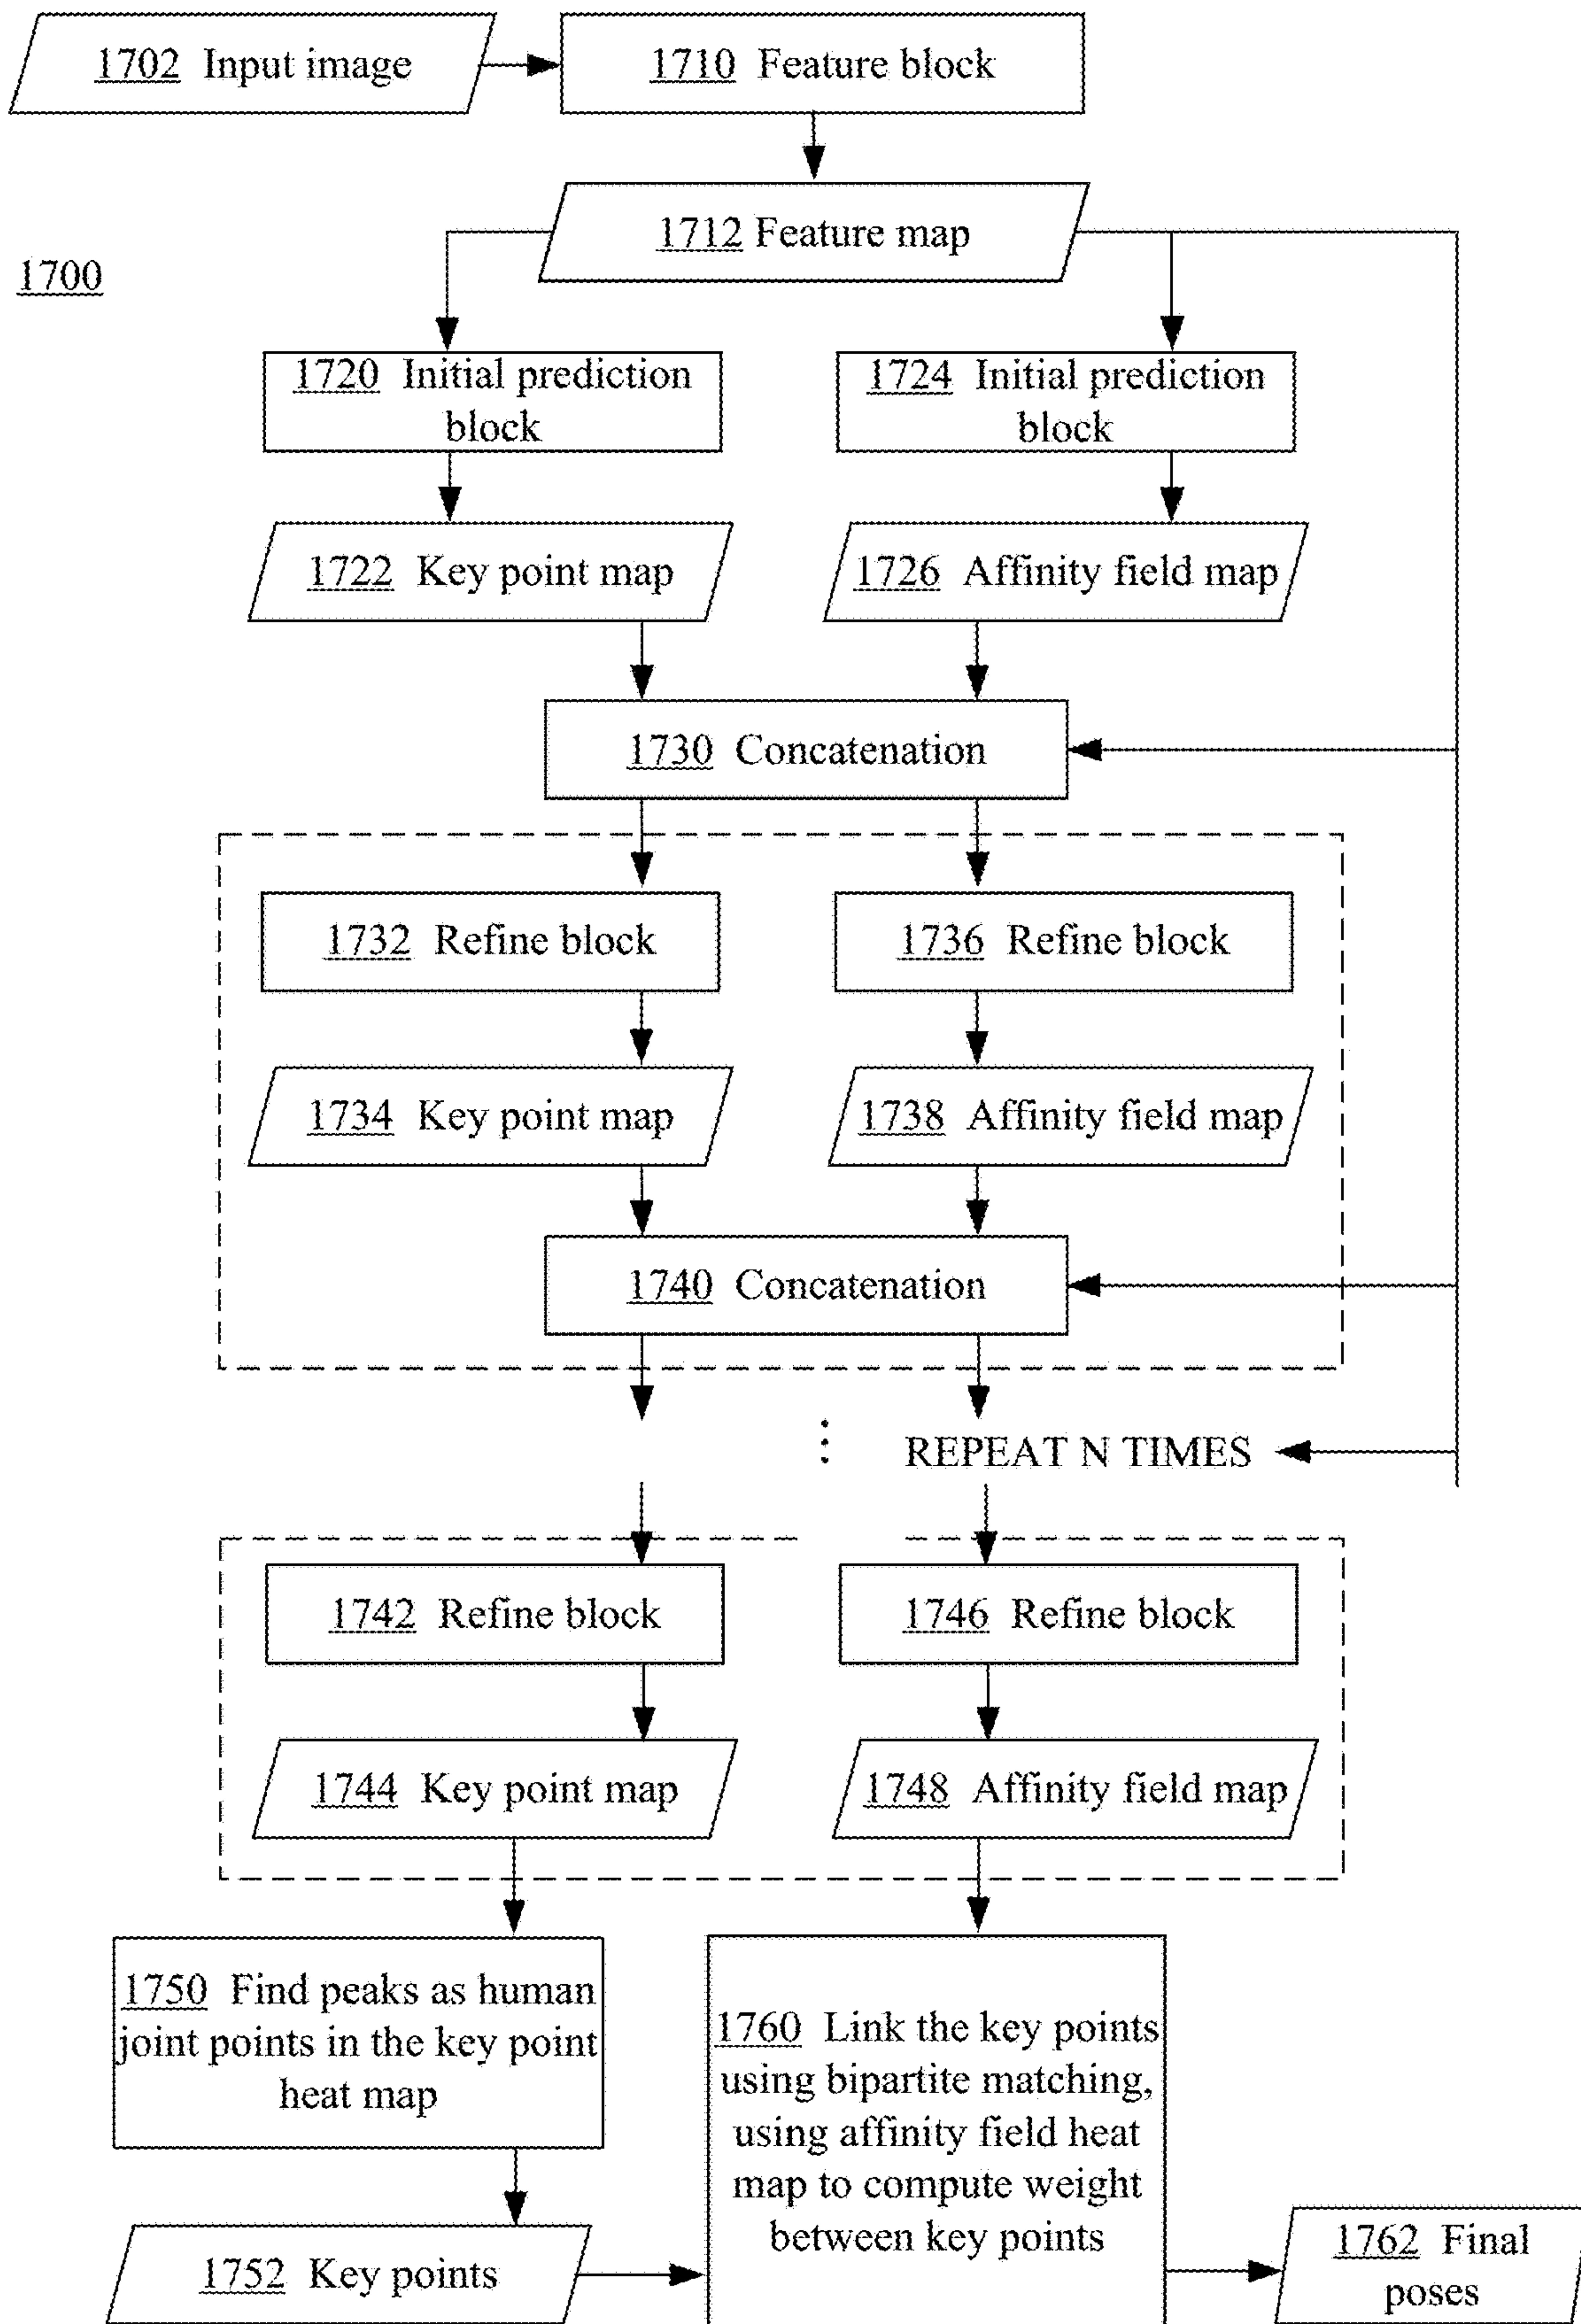 1702 Input image
1710 Feature block
1712 Feature map
1700
1720 Initial prediction
block
1724 Initial prediction
block
1722 Key point map
1726 Affinity field map
1730 Concatenation
1732 Refine block
1736 Refine block
1734 Key point map
1738 Affinity field map
1740 Concatenation
⋮ REPEAT N TIMES
1742 Refine block
1746 Refine block
1744 Key point map
1748 Affinity field map
1750 Find peaks as human
joint points in the key point
heat map
1760 Link the key points
using bipartite matching,
using affinity field heat
map to compute weight
between key points
1752 Key points
1762 Final
poses